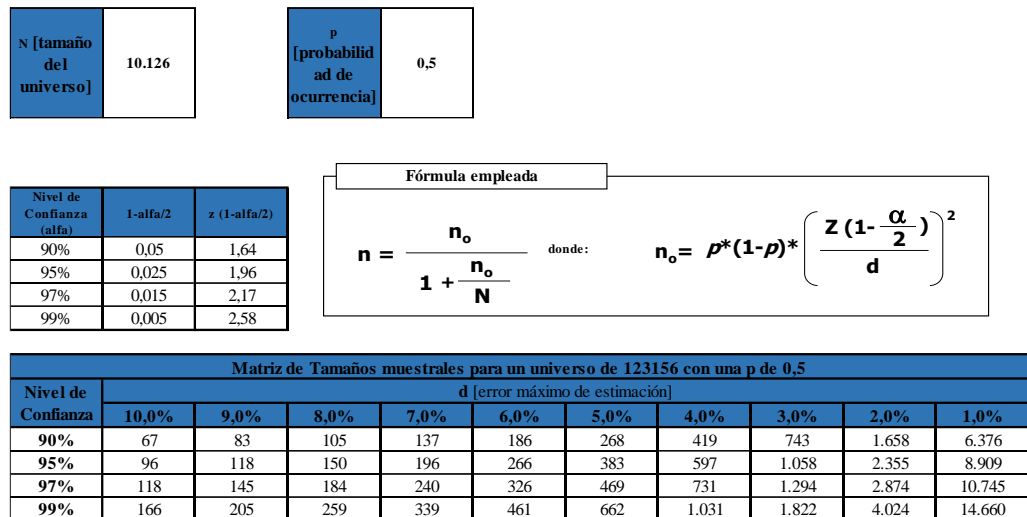 N [tamaño
del
universo]
10.126
p
[probabilid
ad de
ocurrencia]
0,5
Nivel de
Confianza
(alfa)
1-alfa/2
z (1-alfa/2)
90% 0,05 1,64
95% 0,025 1,96
97% 0,015 2,17
99% 0,005 2,58
Fórmula empleada
n = n₀ / (1 + n₀ / N)
donde:
n₀= p*(1-p)* ( Z (1- α / 2 ) / d )²
Matriz de Tamaños muestrales para un universo de 123156 con una p de 0,5
Nivel de
Confianza
d [error máximo de estimación]
10,0% 9,0% 8,0% 7,0% 6,0% 5,0% 4,0% 3,0% 2,0% 1,0%
90% 67 83 105 137 186 268 419 743 1.658 6.376
95% 96 118 150 196 266 383 597 1.058 2.355 8.909
97% 118 145 184 240 326 469 731 1.294 2.874 10.745
99% 166 205 259 339 461 662 1.031 1.822 4.024 14.660